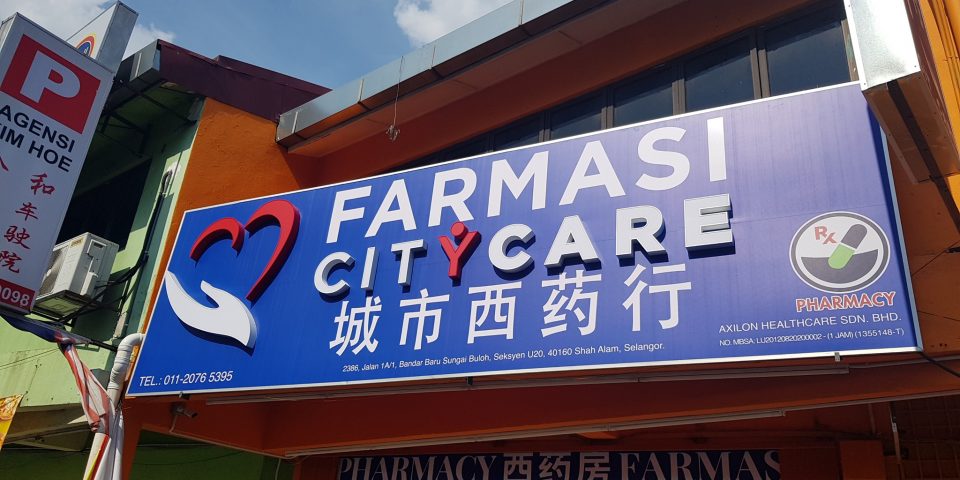 P
AGENSI
IM HOE
和
车
驶
院
9098
FARMASI
CITYCARE
城市西药行
2386, Jalan 1A/1, Bandar Baru Sungai Buloh, Seksyen U20. 40160 Shah Alam, Selangor.
TEL.: 011-2076 5395
Rx
PHARMACY
AXILON HEALTHCARE SDN. BHD.
NO. MBSA: LU20120820200002 - (1 JAM) (1355148-T)
PHARMACY 西药房 FARMAS